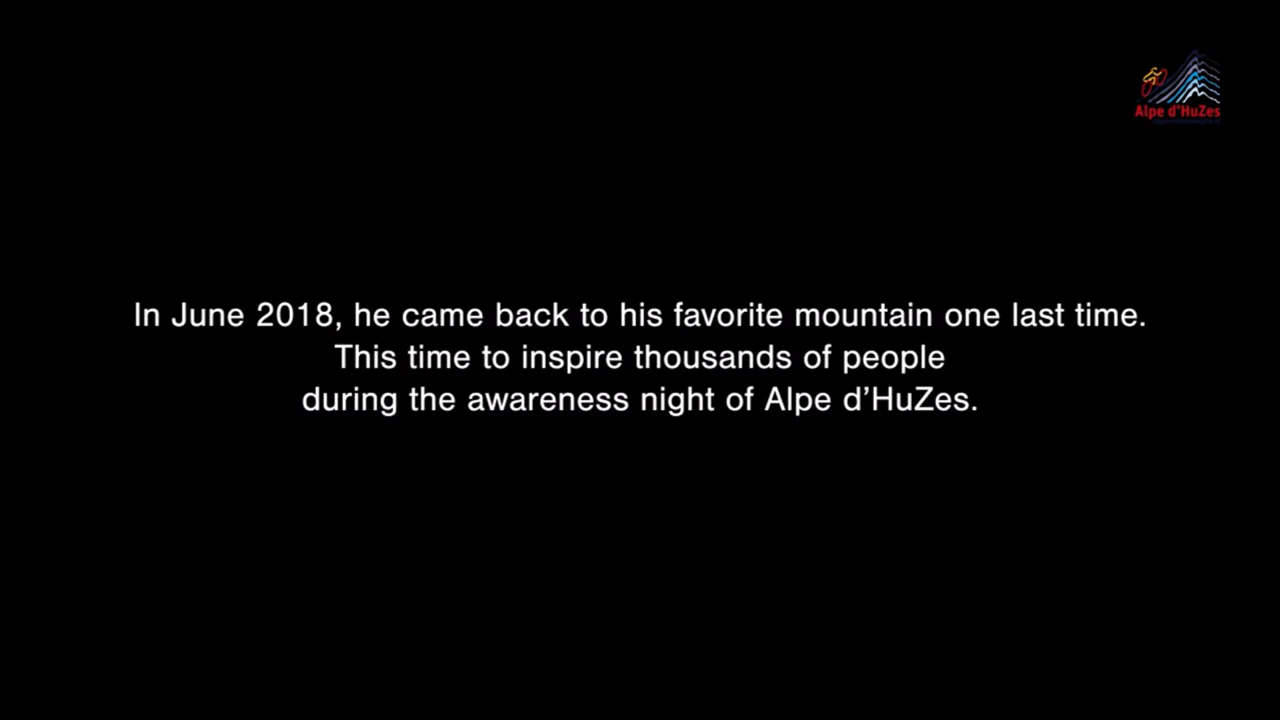 Alpe d'HuZes
In June 2018, he came back to his favorite mountain one last time.
This time to inspire thousands of people
during the awareness night of Alpe d’HuZes.